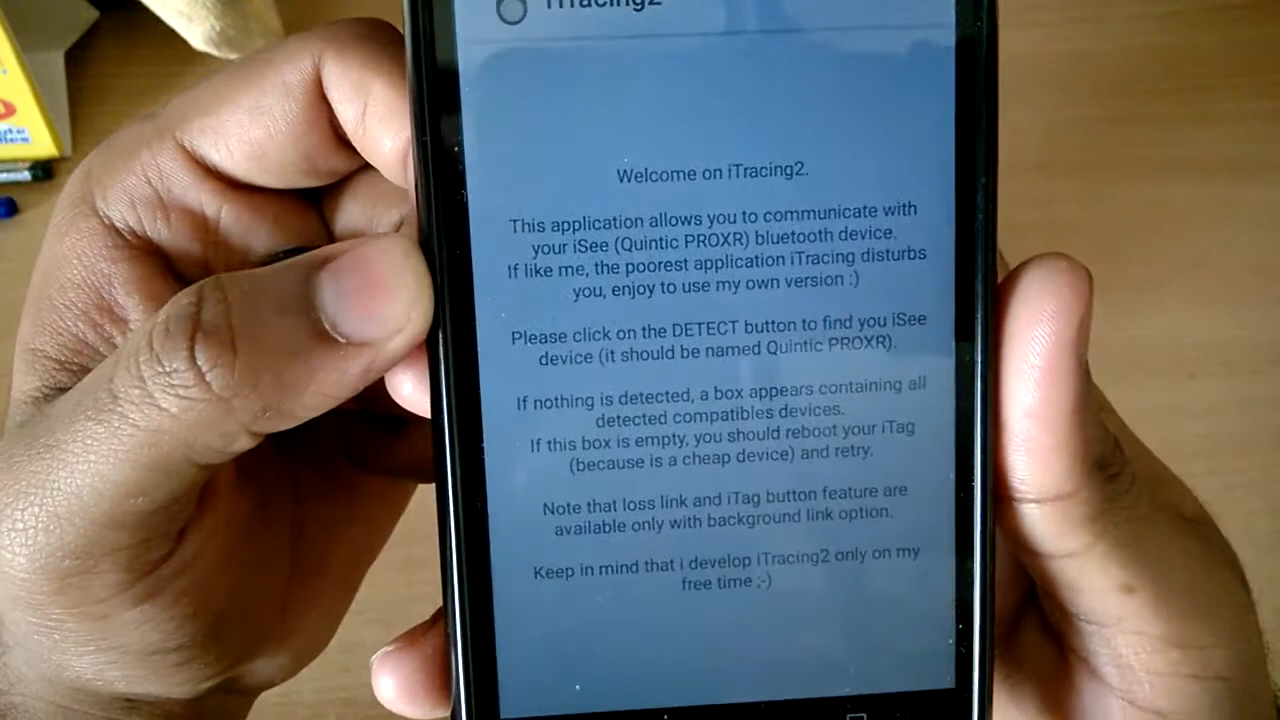 iTracing2
Welcome on iTracing2.
This application allows you to communicate with
your iSee (Quintic PROXR) bluetooth device.
If like me, the poorest application iTracing disturbs
you, enjoy to use my own version :)
Please click on the DETECT button to find you iSee
device (it should be named Quintic PROXR).
If nothing is detected, a box appears containing all
detected compatibles devices.
If this box is empty, you should reboot your iTag
(because is a cheap device) and retry.
Note that loss link and iTag button feature are
available only with background link option.
Keep in mind that i develop iTracing2 only on my
free time ;-)